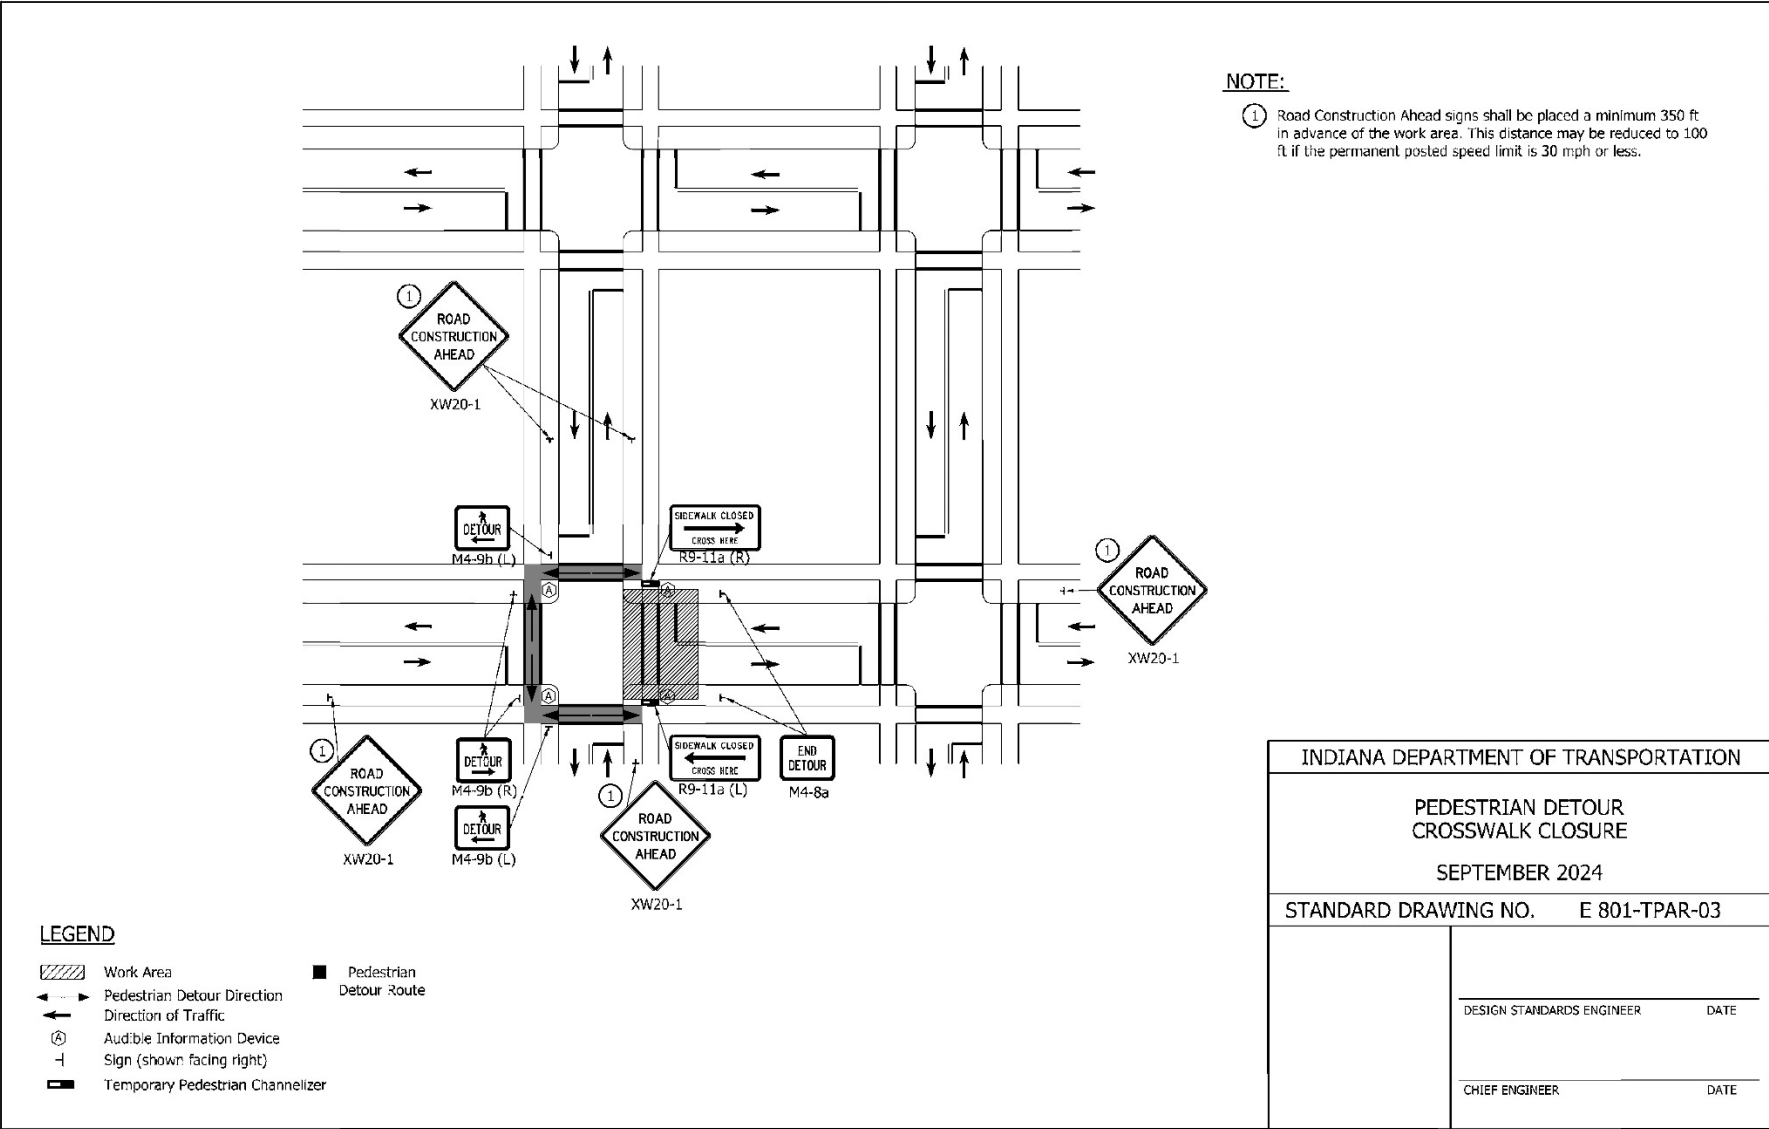 NOTE:
1 Road Construction Ahead signs shall be placed a minimum 350 ft
in advance of the work area. This distance may be reduced to 100
ft if the permanent posted speed limit is 30 mph or less.
1
ROAD
CONSTRUCTION
AHEAD
XW20-1
DETOUR
M4-9b (L)
SIDEWALK CLOSED
CROSS HERE
R9-11a (R)
1
ROAD
CONSTRUCTION
AHEAD
XW20-1
A
A
A
A
1
ROAD
CONSTRUCTION
AHEAD
XW20-1
DETOUR
M4-9b (R)
DETOUR
M4-9b (L)
SIDEWALK CLOSED
CROSS HERE
R9-11a (L)
END
DETOUR
M4-8a
1
ROAD
CONSTRUCTION
AHEAD
XW20-1
LEGEND
Work Area
Pedestrian Detour Direction
Direction of Traffic
A Audible Information Device
Sign (shown facing right)
Temporary Pedestrian Channelizer
Pedestrian
Detour Route
INDIANA DEPARTMENT OF TRANSPORTATION
PEDESTRIAN DETOUR
CROSSWALK CLOSURE
SEPTEMBER 2024
STANDARD DRAWING NO. E 801-TPAR-03
DESIGN STANDARDS ENGINEER DATE
CHIEF ENGINEER DATE